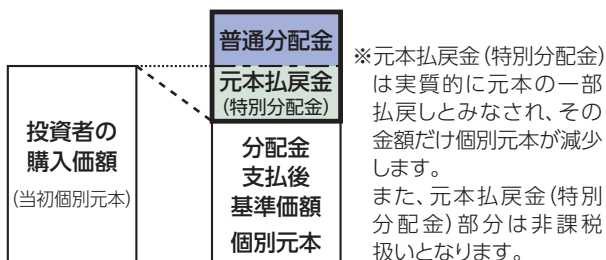 投資者の
購入価額
(当初個別元本)
普通分配金
元本払戻金
(特別分配金)
分配金
支払後
基準価額
個別元本
※元本払戻金(特別分配金)
は実質的に元本の一部
払戻しとみなされ、その
金額だけ個別元本が減少
します。
また、元本払戻金(特別
分配金)部分は非課税
扱いとなります。